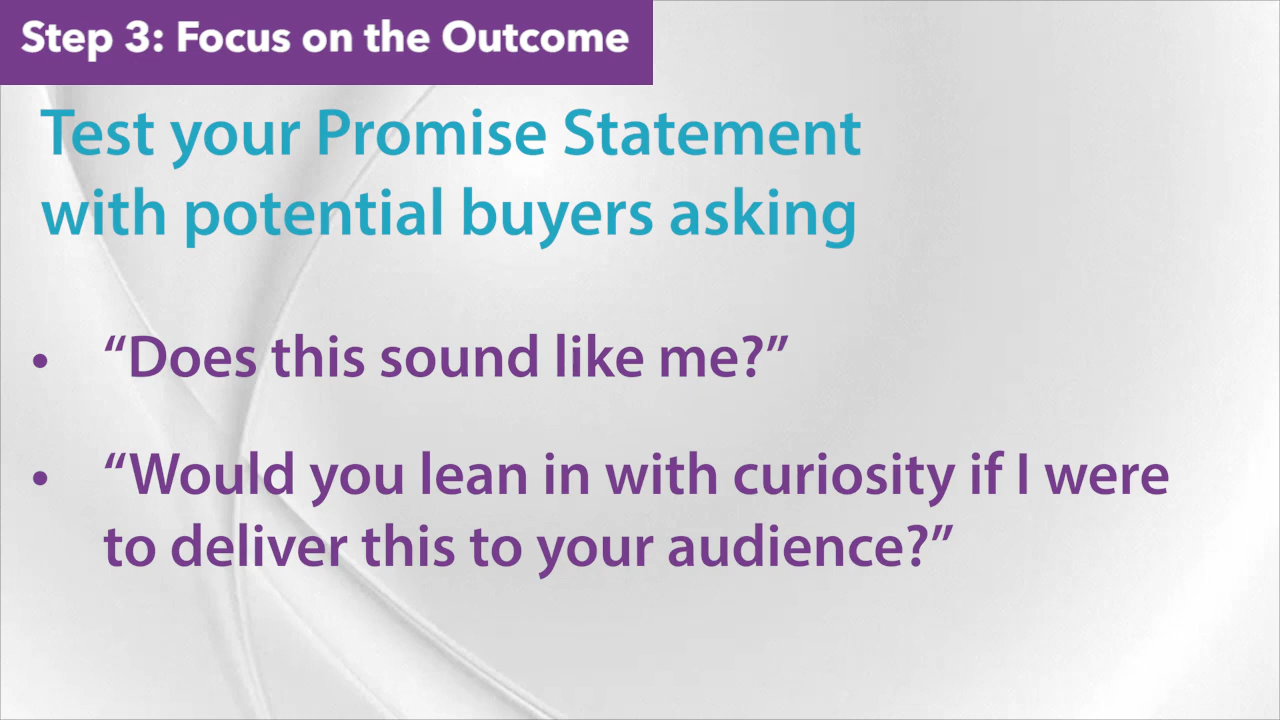 Step 3: Focus on the Outcome
Test your Promise Statement
with potential buyers asking
• “Does this sound like me?”
• “Would you lean in with curiosity if I were
to deliver this to your audience?”